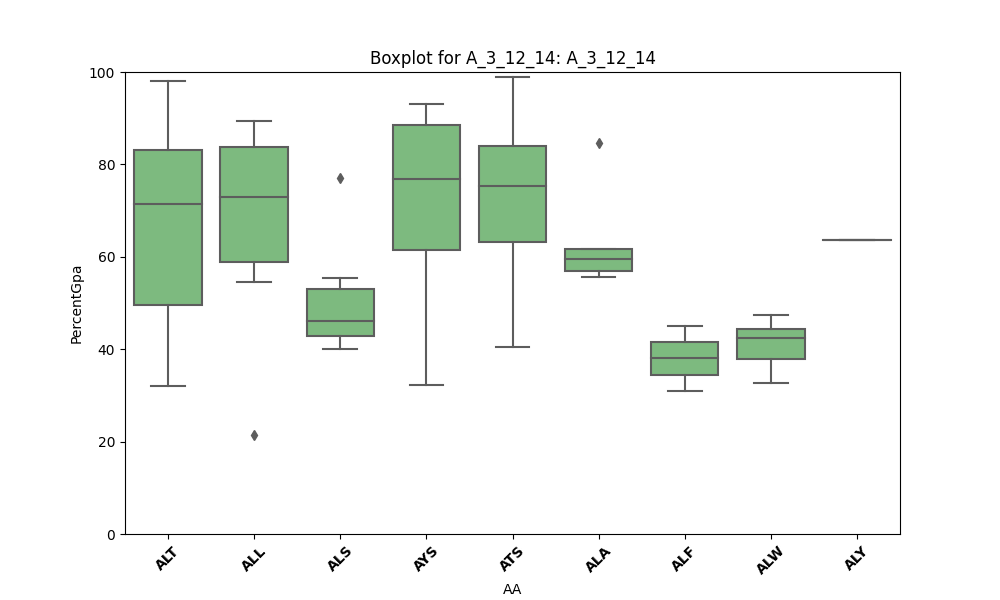 Boxplot for A_3_12_14: A_3_12_14
100
80
60
40
20
0
PercentGpa
ALT
ALL
ALS
AYS
ATS
ALA
ALF
ALW
ALY
AA